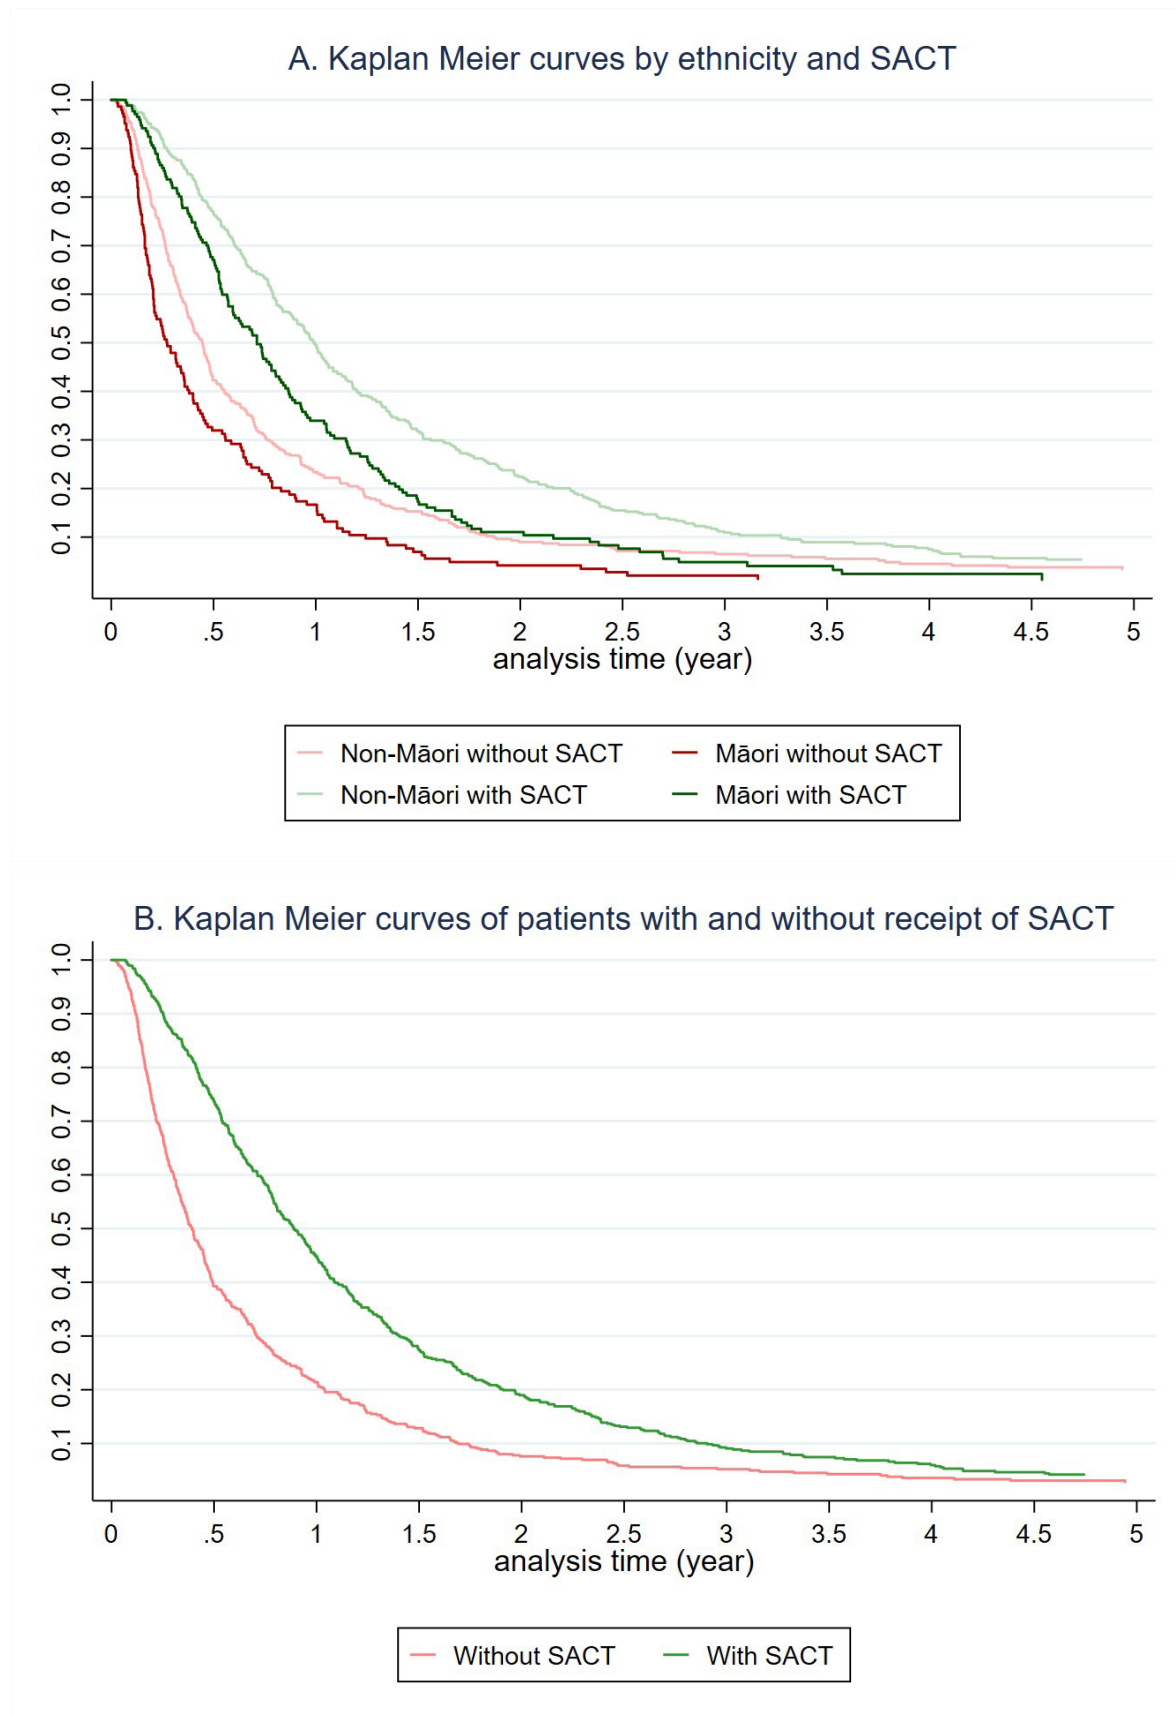 A. Kaplan Meier curves by ethnicity and SACT
1.0
0.9
0.8
0.7
0.6
0.5
0.4
0.3
0.2
0.1
0 .5 1 1.5 2 2.5 3 3.5 4 4.5 5
analysis time (year)
Non-Māori without SACT Māori without SACT
Non-Māori with SACT Māori with SACT
B. Kaplan Meier curves of patients with and without receipt of SACT
1.0
0.9
0.8
0.7
0.6
0.5
0.4
0.3
0.2
0.1
0 .5 1 1.5 2 2.5 3 3.5 4 4.5 5
analysis time (year)
Without SACT With SACT